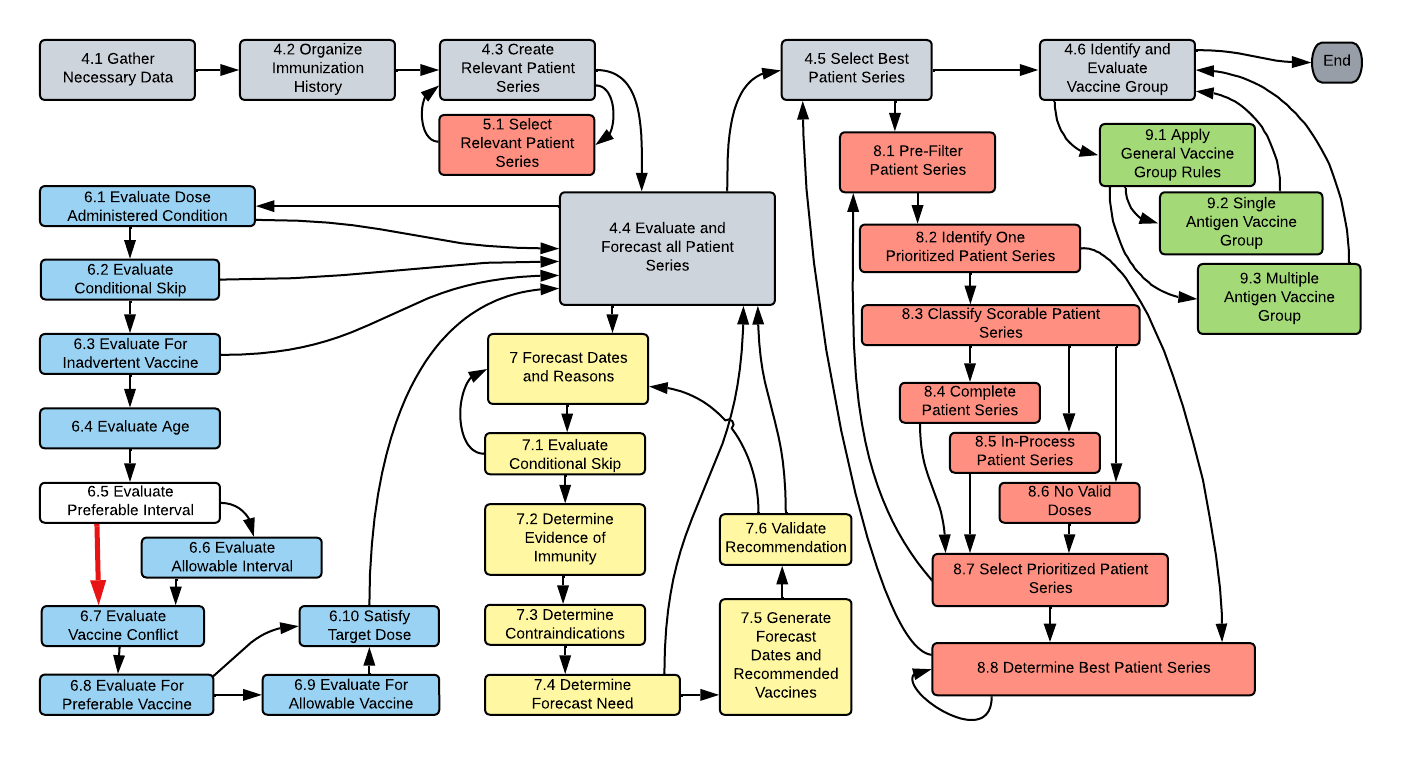 4.1 Gather
Necessary Data
4.2 Organize
Immunization
History
4.3 Create
Relevant Patient
Series
5.1 Select
Relevant Patient
Series
4.5 Select Best
Patient Series
4.6 Identify and
Evaluate
Vaccine Group
End
6.1 Evaluate Dose
Administered Condition
6.2 Evaluate
Conditional Skip
6.3 Evaluate For
Inadvertent Vaccine
6.4 Evaluate Age
6.5 Evaluate
Preferable Interval
6.6 Evaluate
Allowable Interval
6.7 Evaluate
Vaccine Conflict
6.8 Evaluate For
Preferable Vaccine
6.9 Evaluate For
Allowable Vaccine
6.10 Satisfy
Target Dose
4.4 Evaluate and
Forecast all Patient
Series
7 Forecast Dates
and Reasons
7.1 Evaluate
Conditional Skip
7.2 Determine
Evidence of
Immunity
7.3 Determine
Contraindications
7.4 Determine
Forecast Need
7.5 Generate
Forecast
Dates and
Recommended
Vaccines
7.6 Validate
Recommendation
8.1 Pre-Filter
Patient Series
8.2 Identify One
Prioritized Patient Series
8.3 Classify Scorable Patient
Series
8.4 Complete
Patient Series
8.5 In-Process
Patient Series
8.6 No Valid
Doses
8.7 Select Prioritized Patient
Series
8.8 Determine Best Patient Series
9.1 Apply
General Vaccine
Group Rules
9.2 Single
Antigen Vaccine
Group
9.3 Multiple
Antigen Vaccine
Group